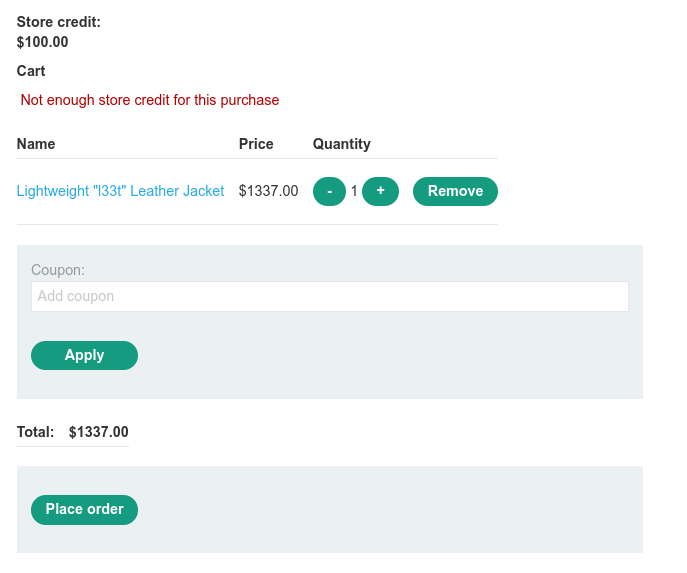 Store credit:
$100.00
Cart
Not enough store credit for this purchase
Name Price Quantity
Lightweight "l33t" Leather Jacket $1337.00 - 1 + Remove
Coupon:
Add coupon
Apply
Total: $1337.00
Place order